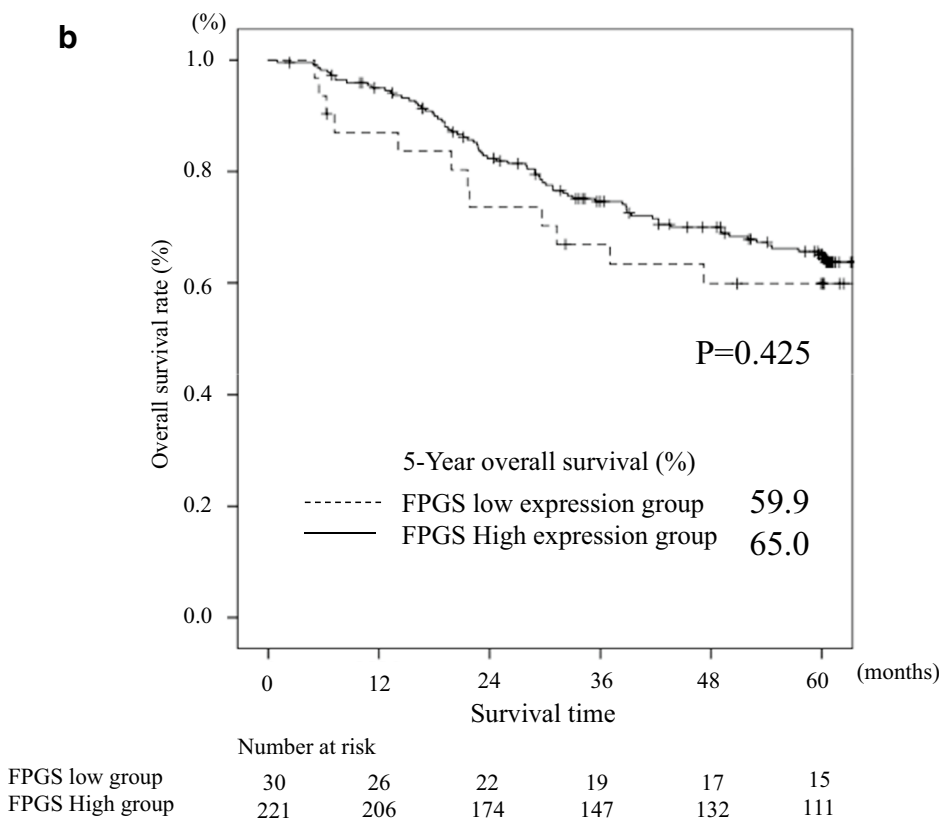 b
(%)
1.0
0.8
0.6
0.4
0.2
0.0
Overall survival rate (%)
P=0.425
5-Year overall survival (%)
FPGS low expression group 59.9
FPGS High expression group 65.0
0 12 24 36 48 60 (months)
Survival time
Number at risk
FPGS low group 30 26 22 19 17 15
FPGS High group 221 206 174 147 132 111